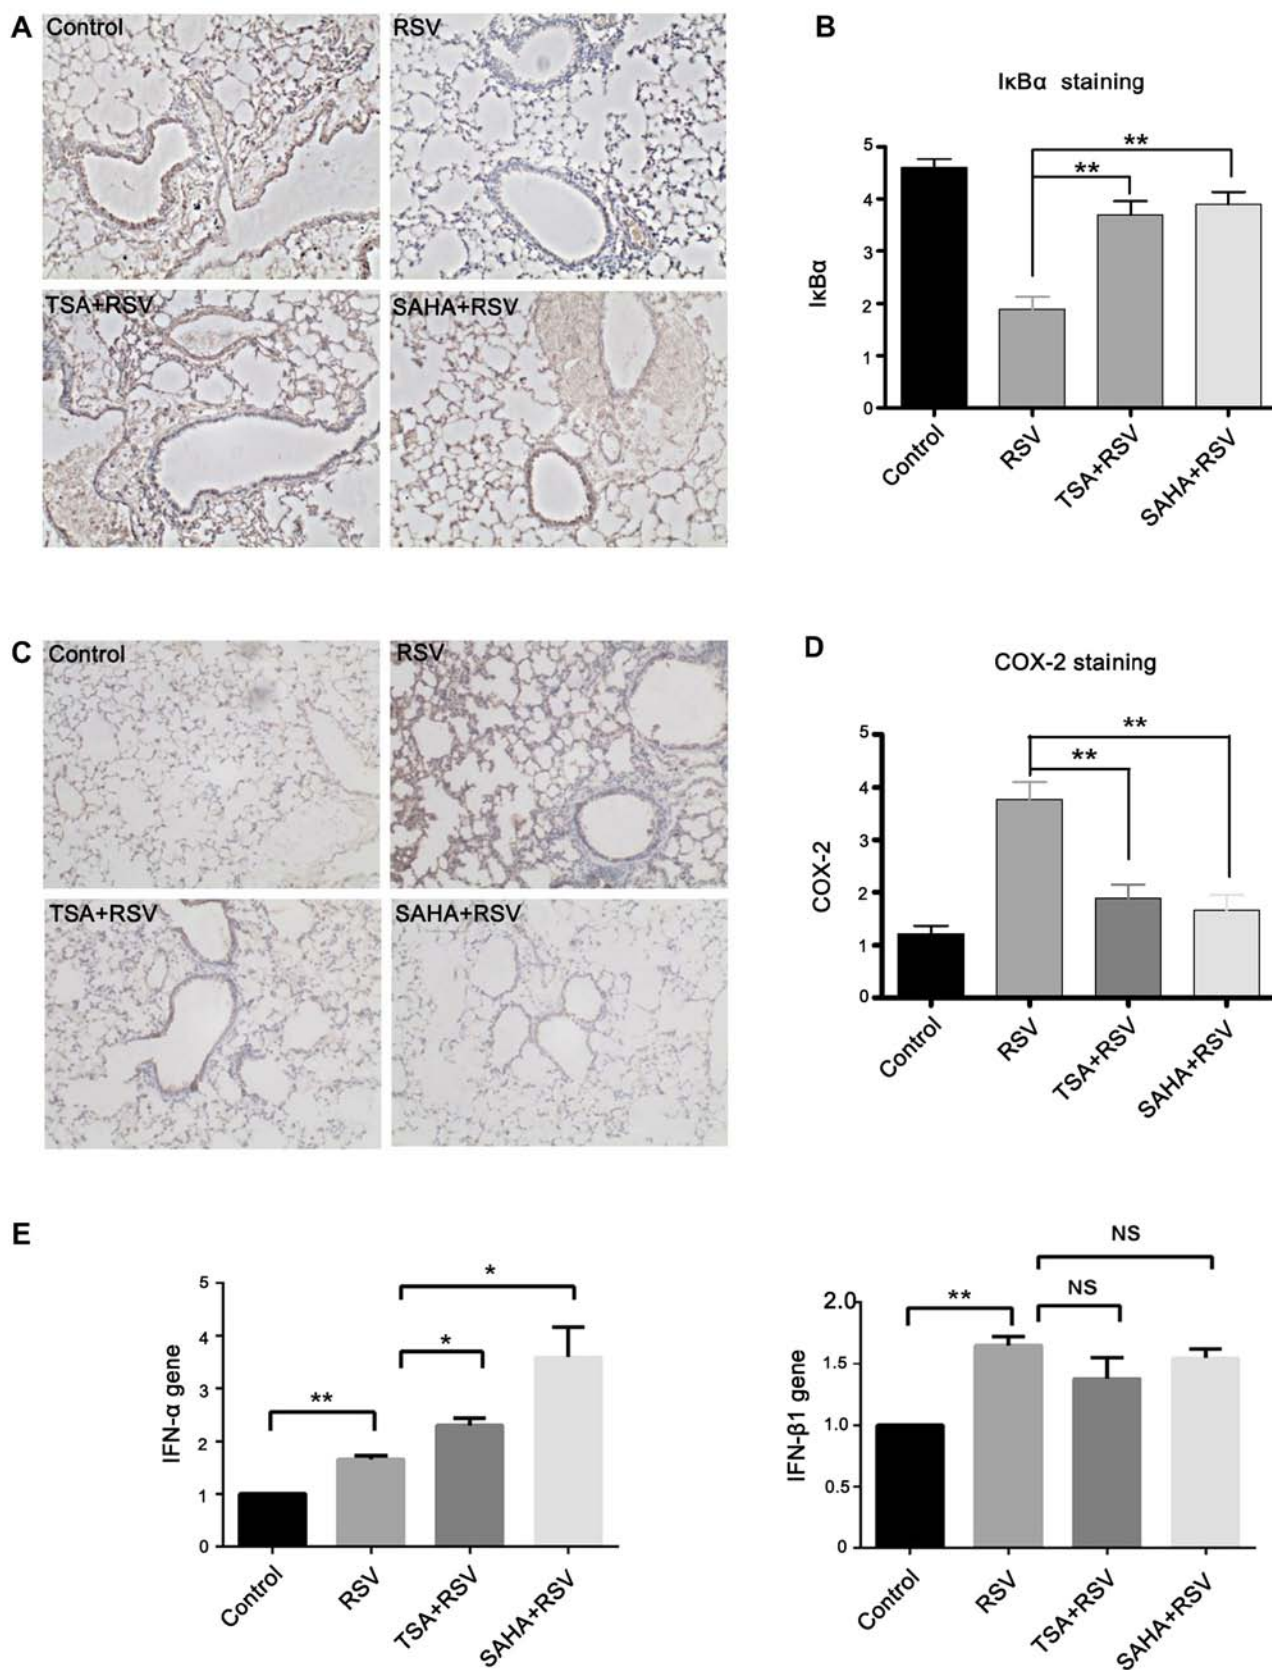 A
Control
RSV
TSA+RSV
SAHA+RSV
B
IκBα staining
**
**
IκBα
5
4
3
2
1
0
Control
RSV
TSA+RSV
SAHA+RSV
C
Control
RSV
TSA+RSV
SAHA+RSV
D
COX-2 staining
**
**
COX-2
5
4
3
2
1
0
Control
RSV
TSA+RSV
SAHA+RSV
E
*
*
**
IFN-α gene
5
4
3
2
1
0
Control
RSV
TSA+RSV
SAHA+RSV
NS
NS
**
IFN-β1 gene
2.0
1.5
1.0
0.5
0
Control
RSV
TSA+RSV
SAHA+RSV